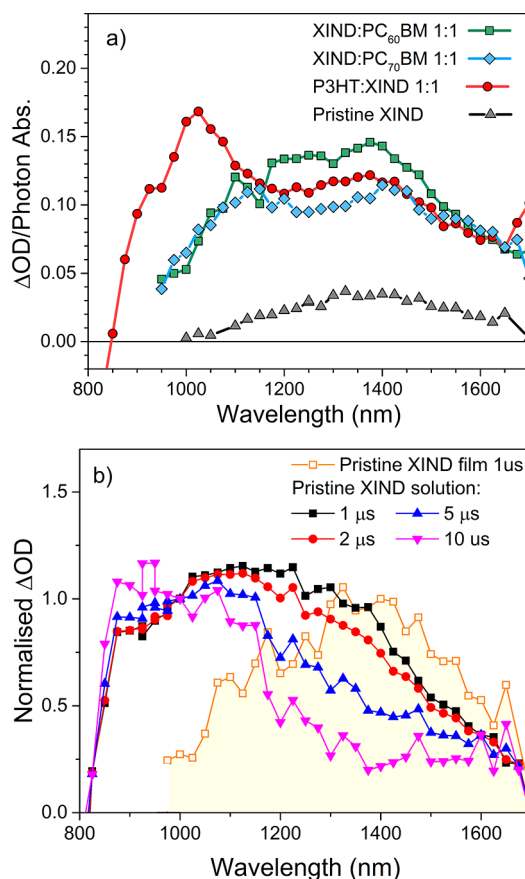 a)
XIND:PC₆₀BM 1:1
XIND:PC₇₀BM 1:1
P3HT:XIND 1:1
Pristine XIND
ΔOD/Photon Abs.
0.20
0.15
0.10
0.05
0.00
800 1000 1200 1400 1600
Wavelength (nm)
b)
Pristine XIND film 1us
Pristine XIND solution:
1 μs 5 μs
2 μs 10 us
Normalised ΔOD
1.5
1.0
0.5
0.0
800 1000 1200 1400 1600
Wavelength (nm)